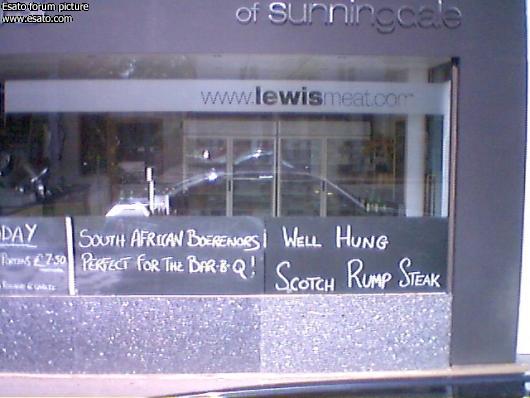 Esato forum picture
www.esato.com
of sunningdale
www.lewismeat.com
DAY
£7.50
SOUTH AFRICAN BOERENORS
PERFECT FOR THE BAR-B-Q!
WELL HUNG
SCOTCH RUMP STEAK